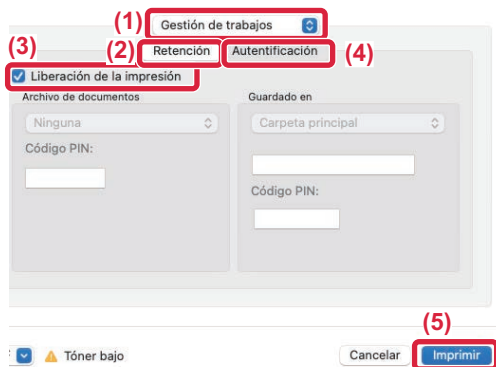 (1) Gestión de trabajos
(3) (2) Retención Autentificación (4)
Liberación de la impresión
Archivo de documentos Guardado en
Ninguna Carpeta principal
Código PIN:
Código PIN:
(5)
Tóner bajo Cancelar Imprimir